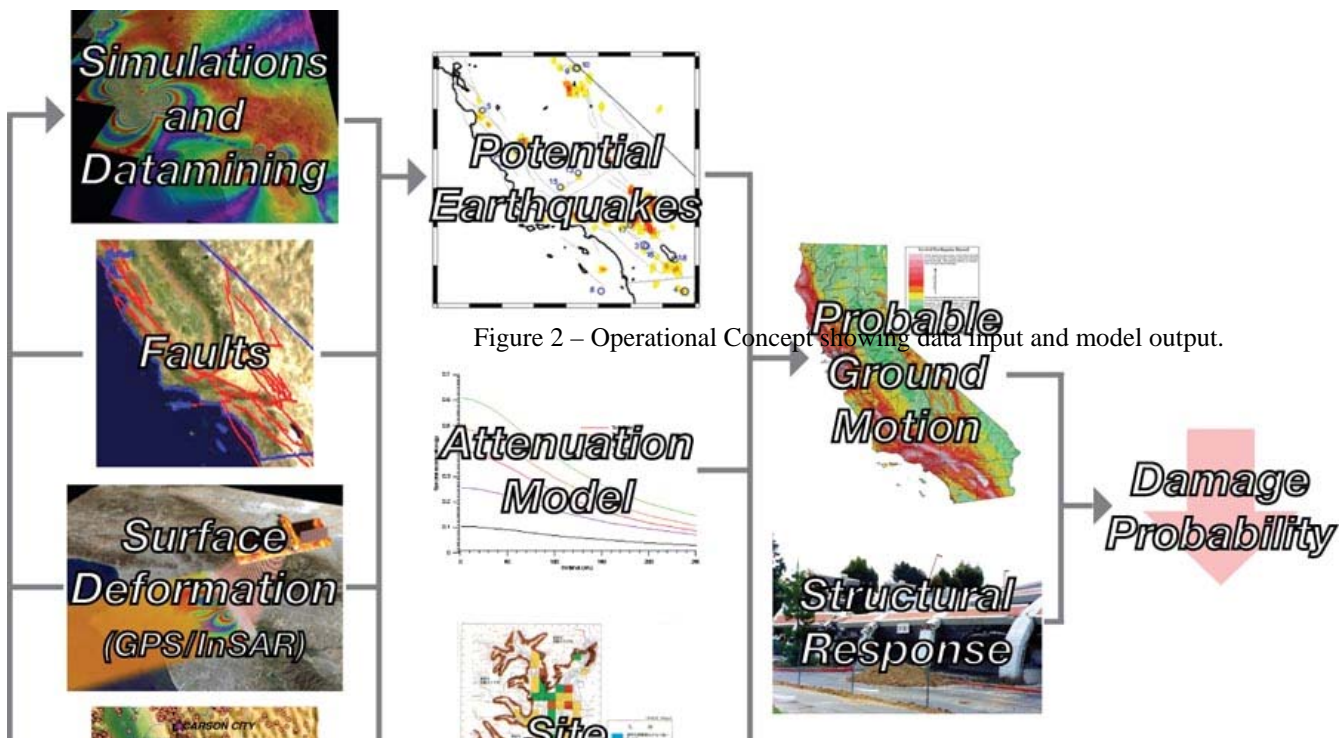 Simulations
and
Datamining
Faults
Surface
Deformation
(GPS/InSAR)
CARSON CITY
Potential
Earthquakes
Figure 2 – Operational Concept showing data input and model output.
Attenuation
Model
Site
Probable
Ground
Motion
Structural
Response
Damage
Probability